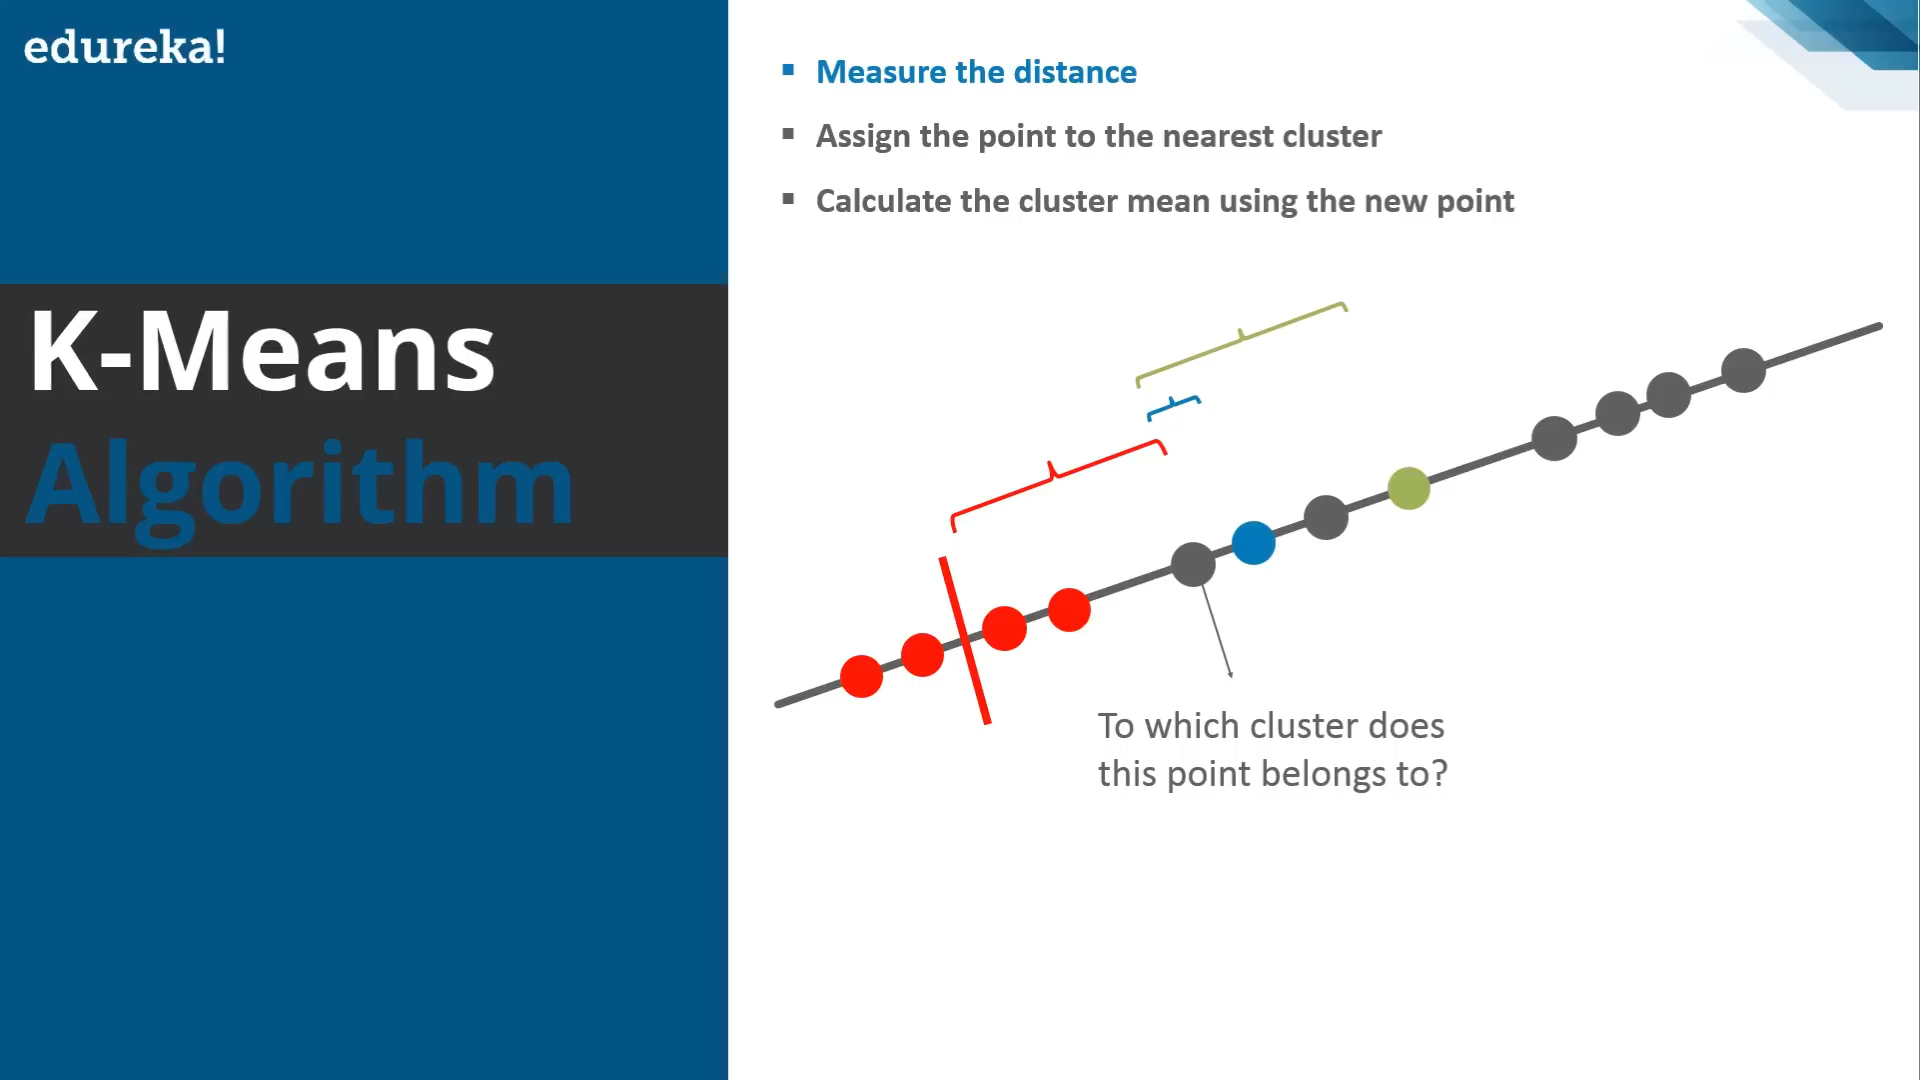 edureka!
K-Means
Algorithm
▪ Measure the distance
▪ Assign the point to the nearest cluster
▪ Calculate the cluster mean using the new point
To which cluster does
this point belongs to?